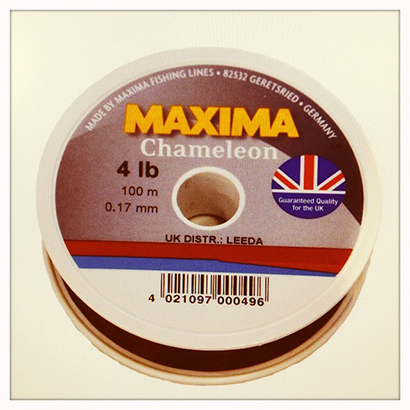 MADE BY MAXIMA FISHING LINES • 82532 GERETSRIED • GERMANY
MAXIMA
Chameleon
4 lb
100 m
0.17 mm
Guaranteed Quality
for the UK
UK DISTR.: LEEDA
4 021097 000496